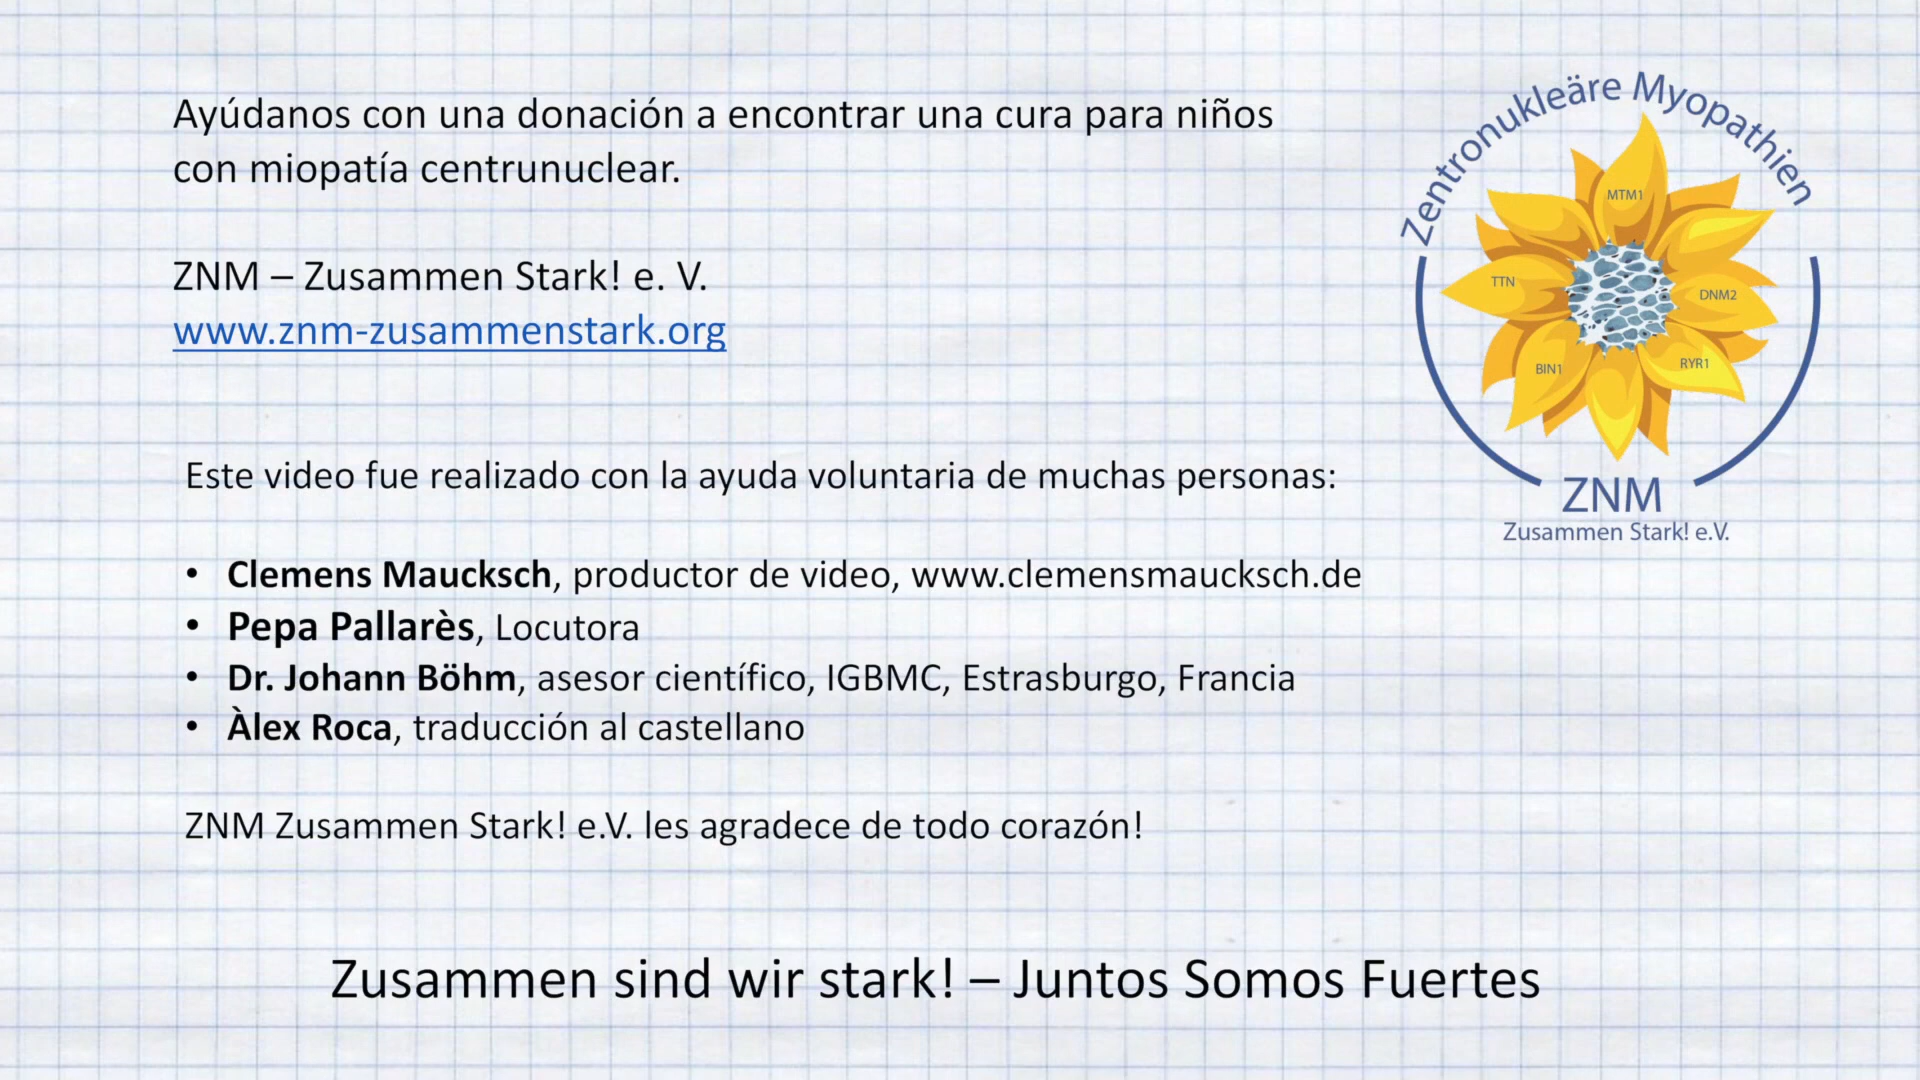 Ayúdanos con una donación a encontrar una cura para niños
con miopatía centrunuclear.
ZNM – Zusammen Stark! e. V.
www.znm-zusammenstark.org
Zentronukleäre Myopathien
MTM1
TTN
DNM2
BIN1
RYR1
ZNM
Zusammen Stark! e.V.
Este video fue realizado con la ayuda voluntaria de muchas personas:
• Clemens Maucksch, productor de video, www.clemensmaucksch.de
• Pepa Pallarès, Locutora
• Dr. Johann Böhm, asesor científico, IGBMC, Estrasburgo, Francia
• Àlex Roca, traducción al castellano
ZNM Zusammen Stark! e.V. les agradece de todo corazón!
Zusammen sind wir stark! – Juntos Somos Fuertes